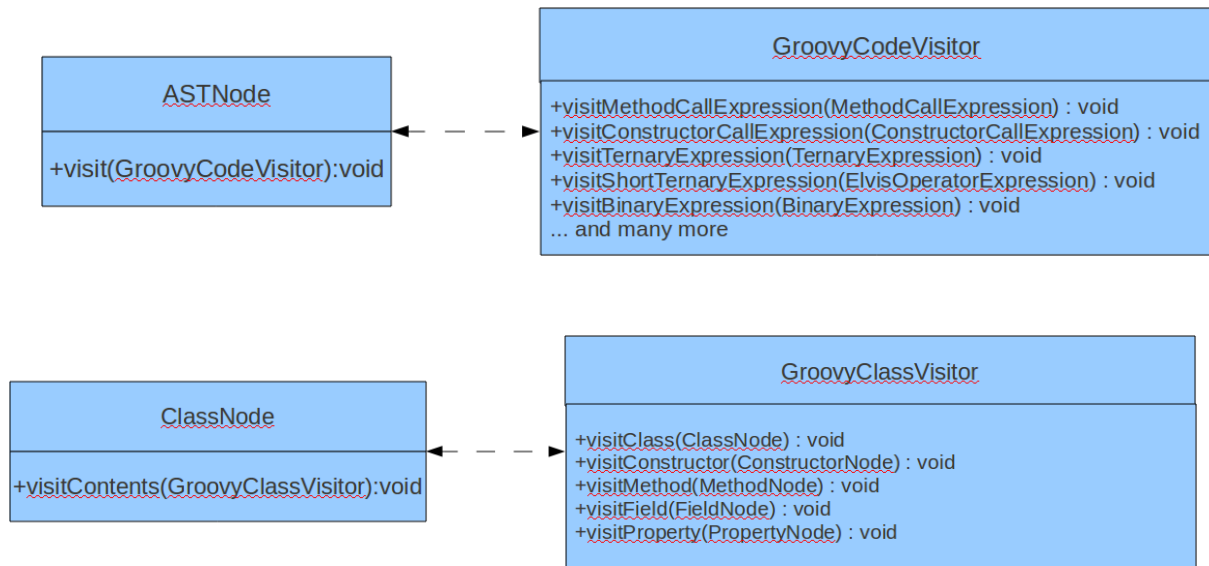 ASTNode
+visit(GroovyCodeVisitor):void
GroovyCodeVisitor
+visitMethodCallExpression(MethodCallExpression) : void
+visitConstructorCallExpression(ConstructorCallExpression) : void
+visitTernaryExpression(TernaryExpression) : void
+visitShortTernaryExpression(ElvisOperatorExpression) : void
+visitBinaryExpression(BinaryExpression) : void
... and many more
ClassNode
+visitContents(GroovyClassVisitor):void
GroovyClassVisitor
+visitClass(ClassNode) : void
+visitConstructor(ConstructorNode) : void
+visitMethod(MethodNode) : void
+visitField(FieldNode) : void
+visitProperty(PropertyNode) : void